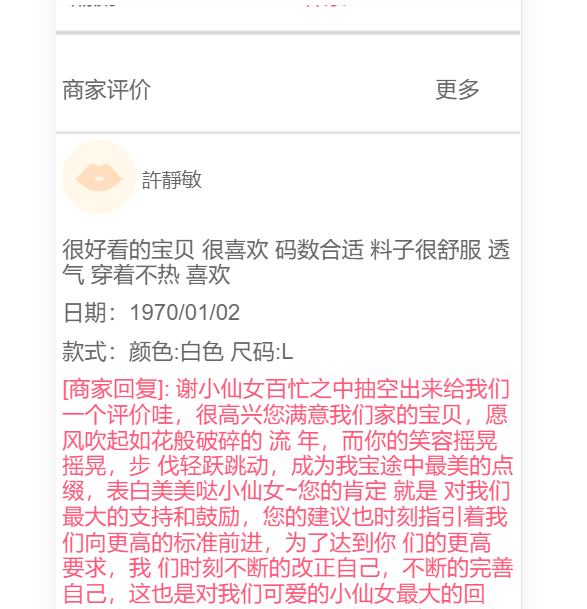 商家评价 更多
許靜敏
很好看的宝贝 很喜欢 码数合适 料子很舒服 透
气 穿着不热 喜欢
日期：1970/01/02
款式：颜色:白色 尺码:L
[商家回复]: 谢小仙女百忙之中抽空出来给我们
一个评价哇，很高兴您满意我们家的宝贝，愿
风吹起如花般破碎的 流 年，而你的笑容摇晃
摇晃，步 伐轻跃跳动，成为我宝途中最美的点
缀，表白美美哒小仙女~您的肯定 就是 对我们
最大的支持和鼓励，您的建议也时刻指引着我
们向更高的标准前进，为了达到你 们的更高
要求，我 们时刻不断的改正自己，不断的完善
自己，这也是对我们可爱的小仙女最大的回